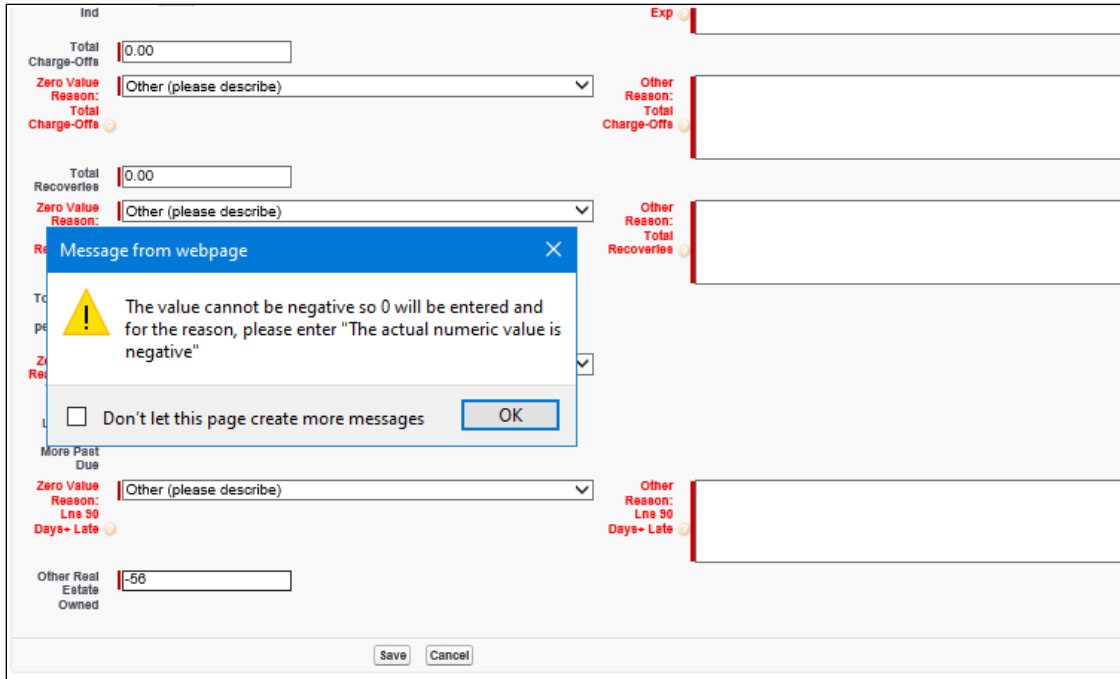 Ind
Exp
Total
Charge-Offs
0.00
Zero Value
Reason:
Total
Charge-Offs
Other (please describe)
Other
Reason:
Total
Charge-Offs
Total
Recoveries
0.00
Zero Value
Reason:
Other (please describe)
Other
Reason:
Total
Recoveries
Message from webpage
The value cannot be negative so 0 will be entered and
for the reason, please enter "The actual numeric value is
negative"
Don't let this page create more messages
OK
More Past
Due
Zero Value
Reason:
Lns 90
Days+ Late
Other (please describe)
Other
Reason:
Lns 90
Days+ Late
Other Real
Estate
Owned
-56
Save
Cancel